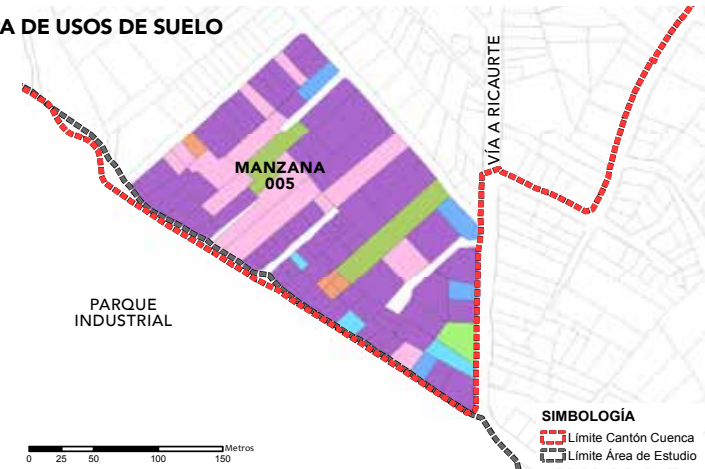 A DE USOS DE SUELO
VÍA A RICAURTE
MANZANA
005
PARQUE
INDUSTRIAL
SIMBOLOGÍA
Límite Cantón Cuenca
Límite Área de Estudio
Metros
0 25 50 100 150